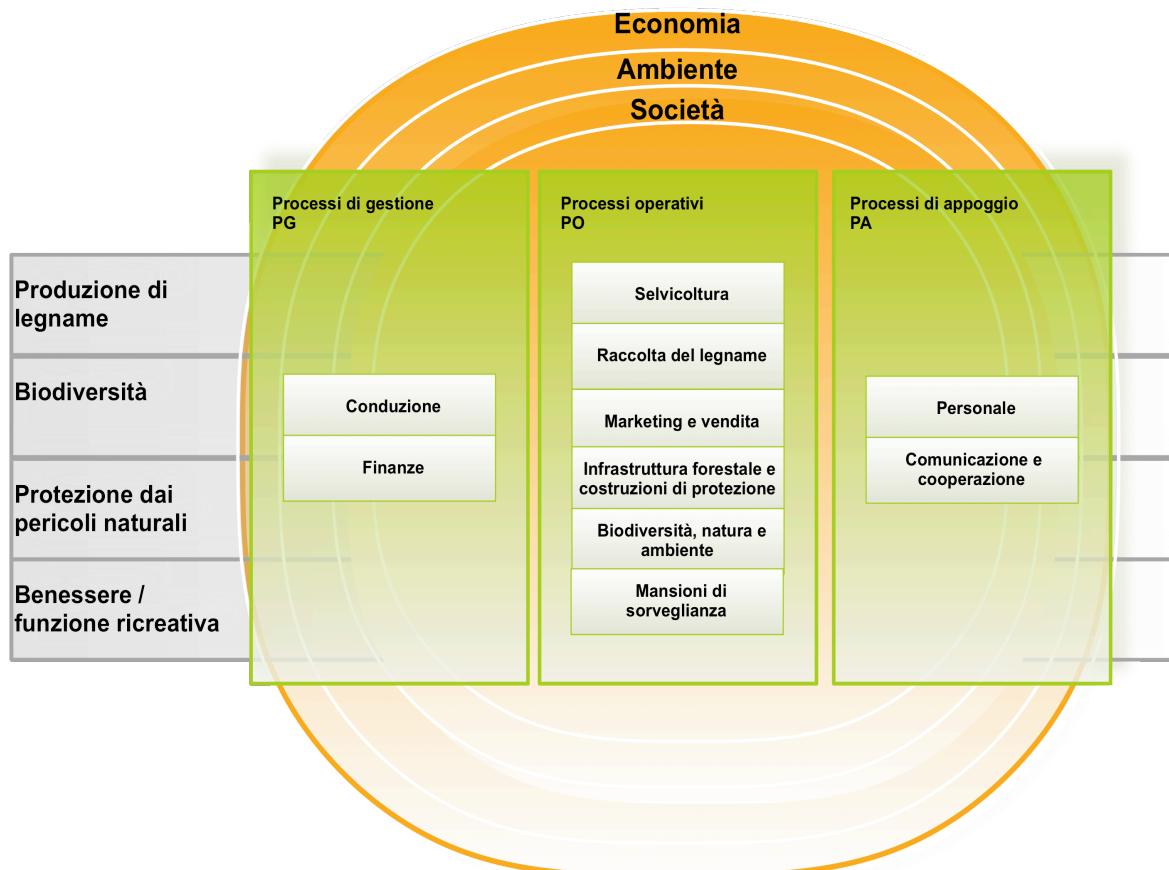 Economia
Ambiente
Società
Processi di gestione
PG
Processi operativi
PO
Processi di appoggio
PA
Produzione di
legname
Biodiversità
Protezione dai
pericoli naturali
Benessere /
funzione ricreativa
Conduzione
Finanze
Selvicoltura
Raccolta del legname
Marketing e vendita
Infrastruttura forestale e
costruzioni di protezione
Biodiversità, natura e
ambiente
Mansioni di
sorveglianza
Personale
Comunicazione e
cooperazione